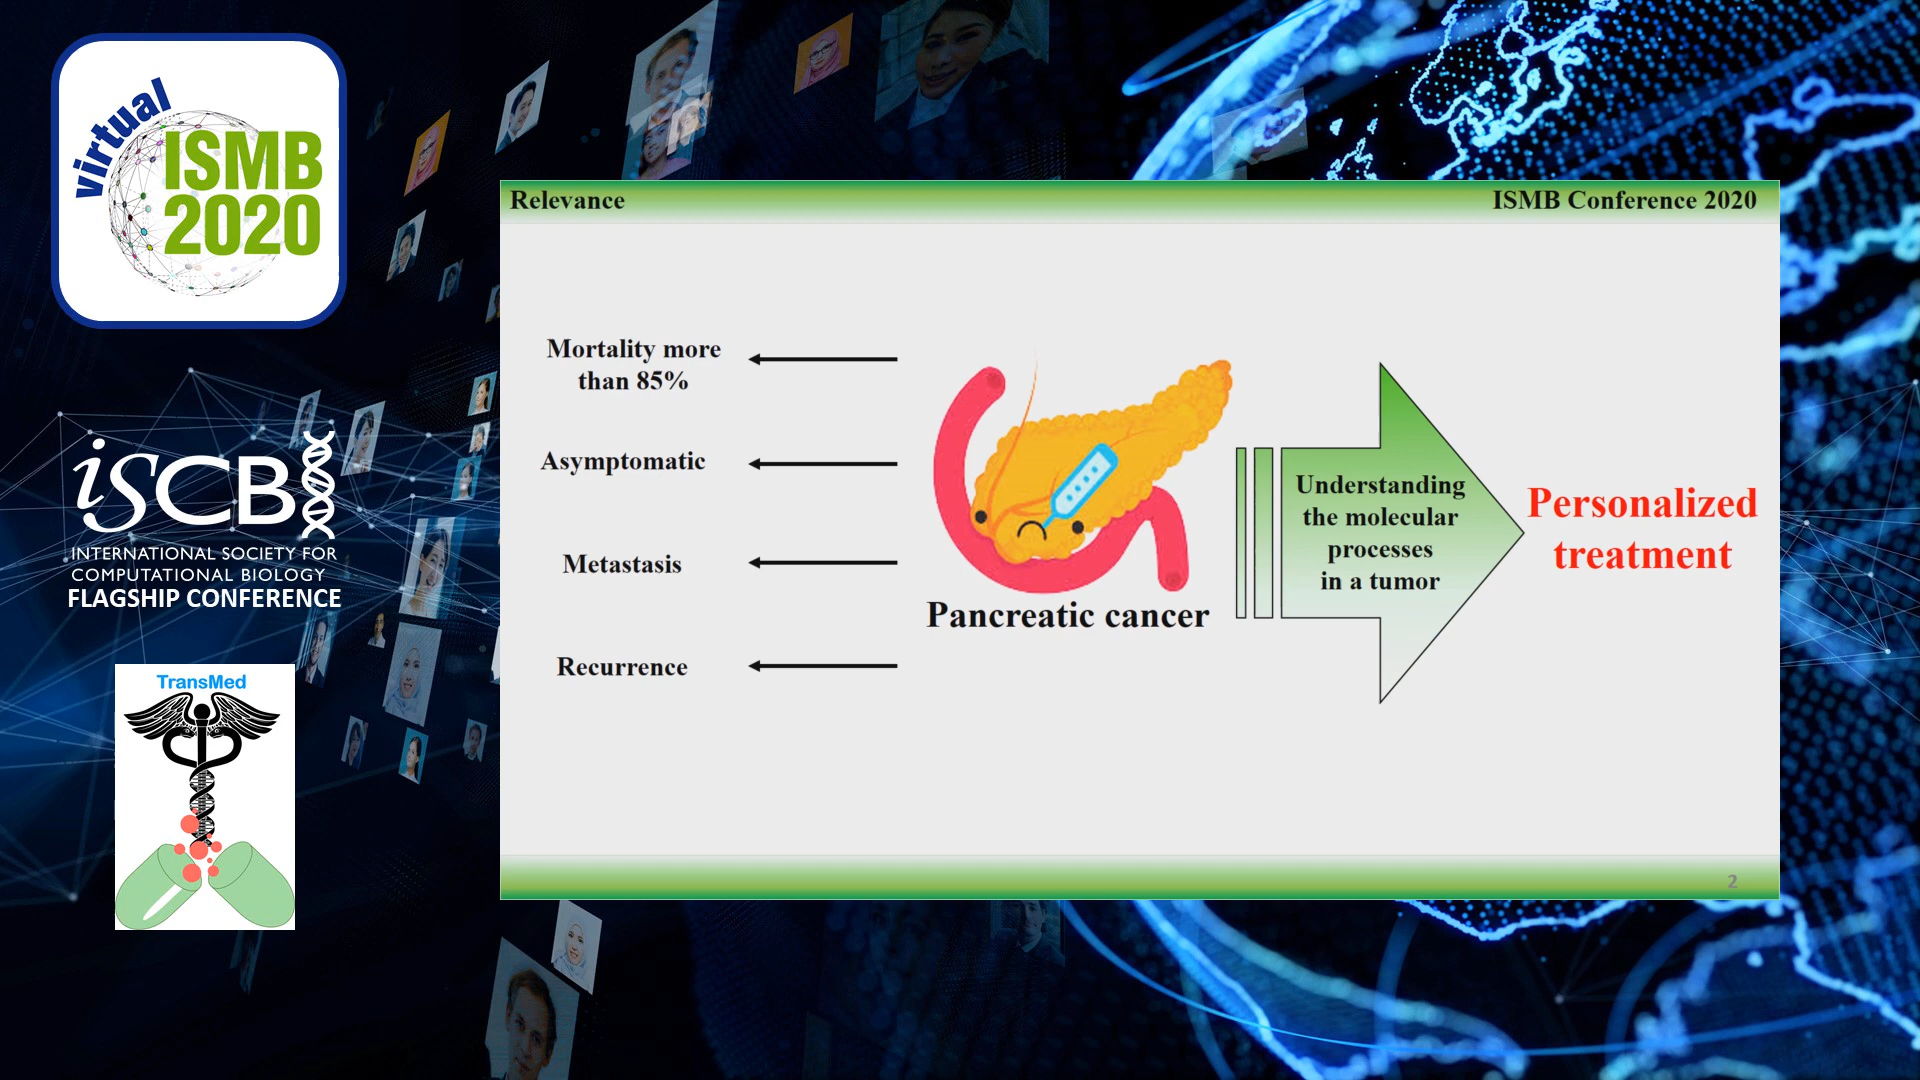 virtual
ISMB
2020
iSCB
INTERNATIONAL SOCIETY FOR
COMPUTATIONAL BIOLOGY
FLAGSHIP CONFERENCE
TransMed
Relevance
ISMB Conference 2020
Mortality more
than 85%
Asymptomatic
Metastasis
Recurrence
Pancreatic cancer
Understanding
the molecular
processes
in a tumor
Personalized
treatment
2